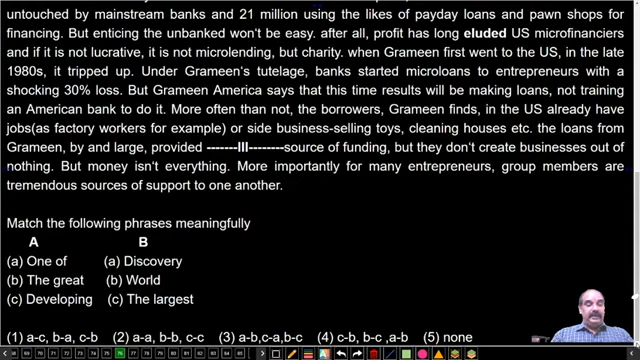 untouched by mainstream banks and 21 million using the likes of payday loans and pawn shops for
financing. But enticing the unbanked won't be easy. after all, profit has long eluded US microfinanciers
and if it is not lucrative, it is not microlending, but charity. when Grameen first went to the US, in the late
1980s, it tripped up. Under Grameen's tutelage, banks started microloans to entrepreneurs with a
shocking 30% loss. But Grameen America says that this time results will be making loans, not training
an American bank to do it. More often than not, the borrowers, Grameen finds, in the US already have
jobs(as factory workers for example) or side business-selling toys, cleaning houses etc. the loans from
Grameen, by and large, provided -------III--------source of funding, but they don't create businesses out of
nothing. But money isn't everything. More importantly for many entrepreneurs, group members are
tremendous sources of support to one another.
Match the following phrases meaningfully
A B
(a) One of (a) Discovery
(b) The great (b) World
(c) Developing (c) The largest
(1) a-c, b-a, c-b (2) a-a, b-b, c-c (3) a-b,c-a,b-c (4) c-b, b-c ,a-b (5) none